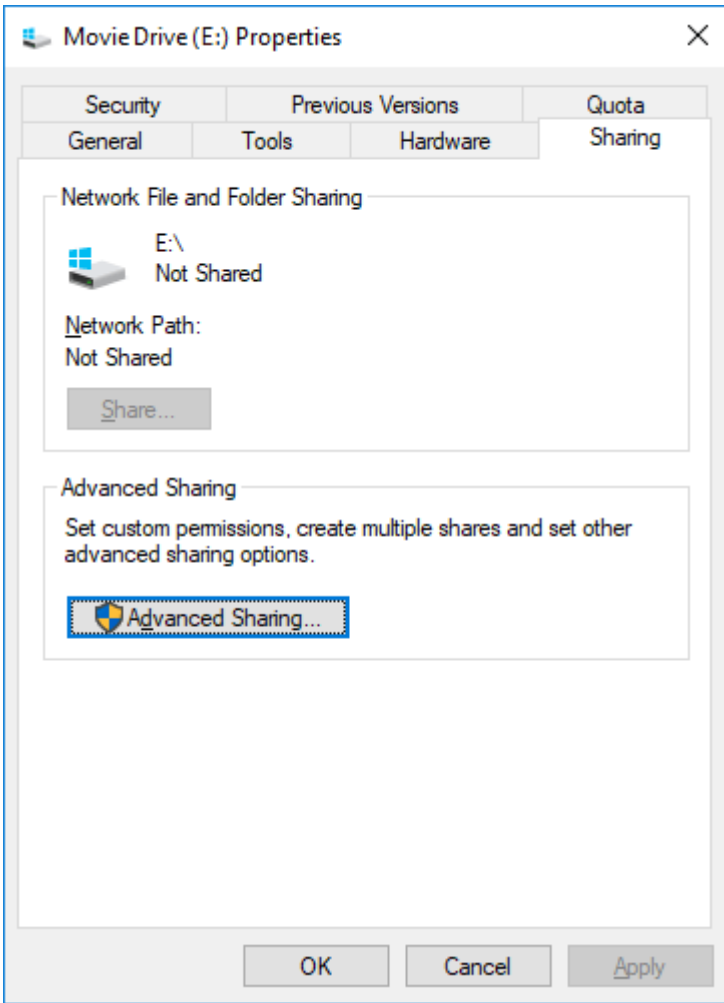 Movie Drive (E:) Properties
Security Previous Versions Quota
General Tools Hardware Sharing
Network File and Folder Sharing
E:\
Not Shared
Network Path:
Not Shared
Share...
Advanced Sharing
Set custom permissions, create multiple shares and set other
advanced sharing options.
Advanced Sharing...
OK Cancel Apply